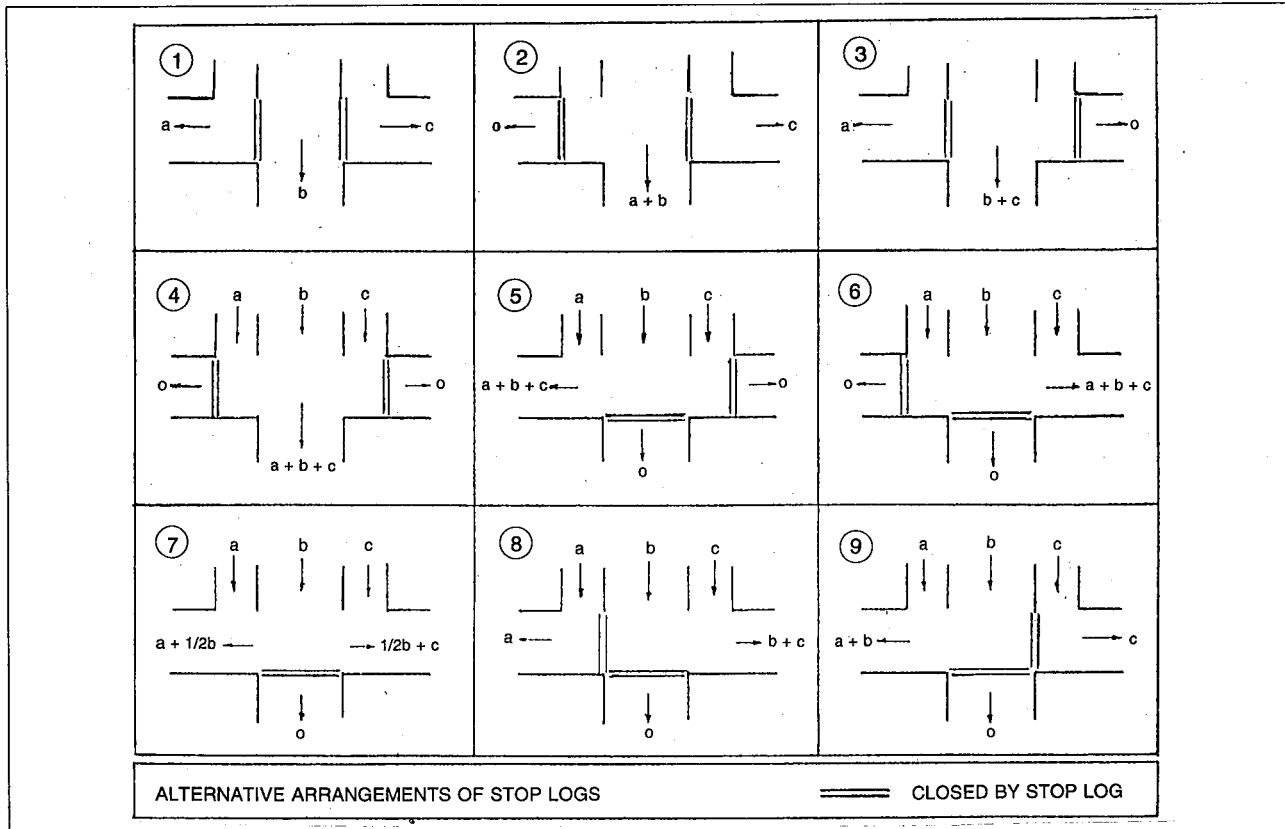 1
a
c
b
2
o
c
a + b
3
a
o
b + c
4
a b c
o
o
a + b + c
5
a b c
a + b + c
o
o
6
a b c
o
a + b + c
o
7
a b c
a + 1/2b
1/2b + c
o
8
a b c
a
b + c
o
9
a b c
a + b
c
o
ALTERNATIVE ARRANGEMENTS OF STOP LOGS
CLOSED BY STOP LOG